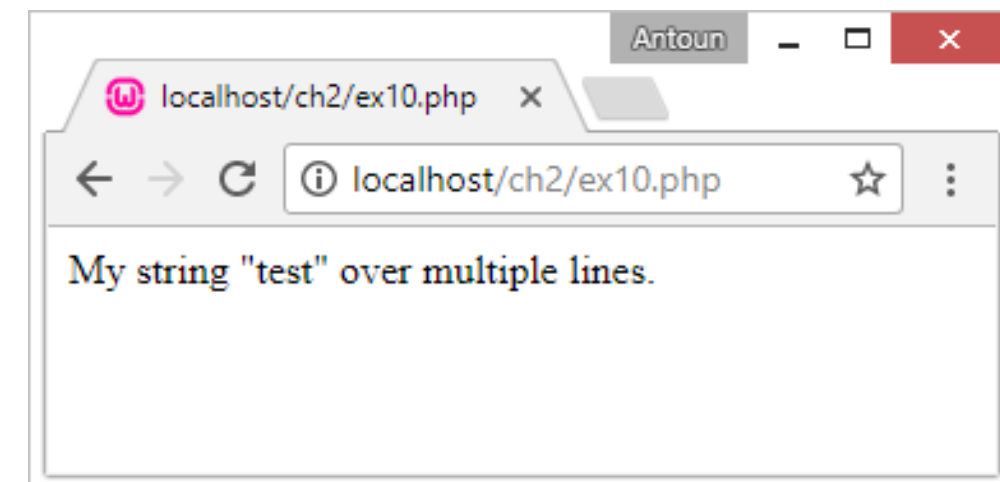 Antoun
localhost/ch2/ex10.php
localhost/ch2/ex10.php
My string "test" over multiple lines.